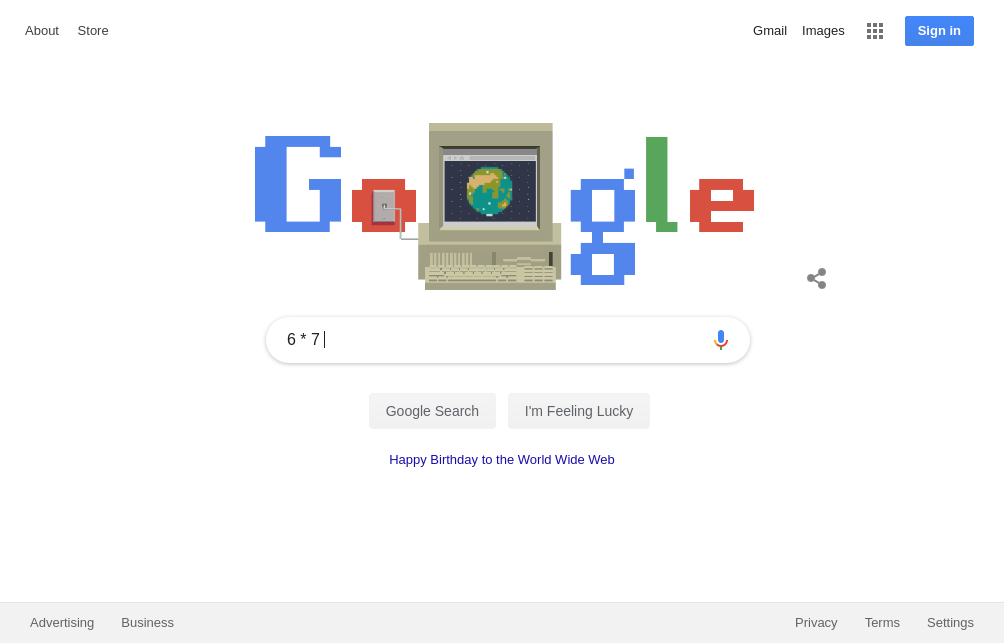 About Store
Gmail Images Sign in
Google
6 * 7
Google Search I'm Feeling Lucky
Happy Birthday to the World Wide Web
Advertising Business
Privacy Terms Settings